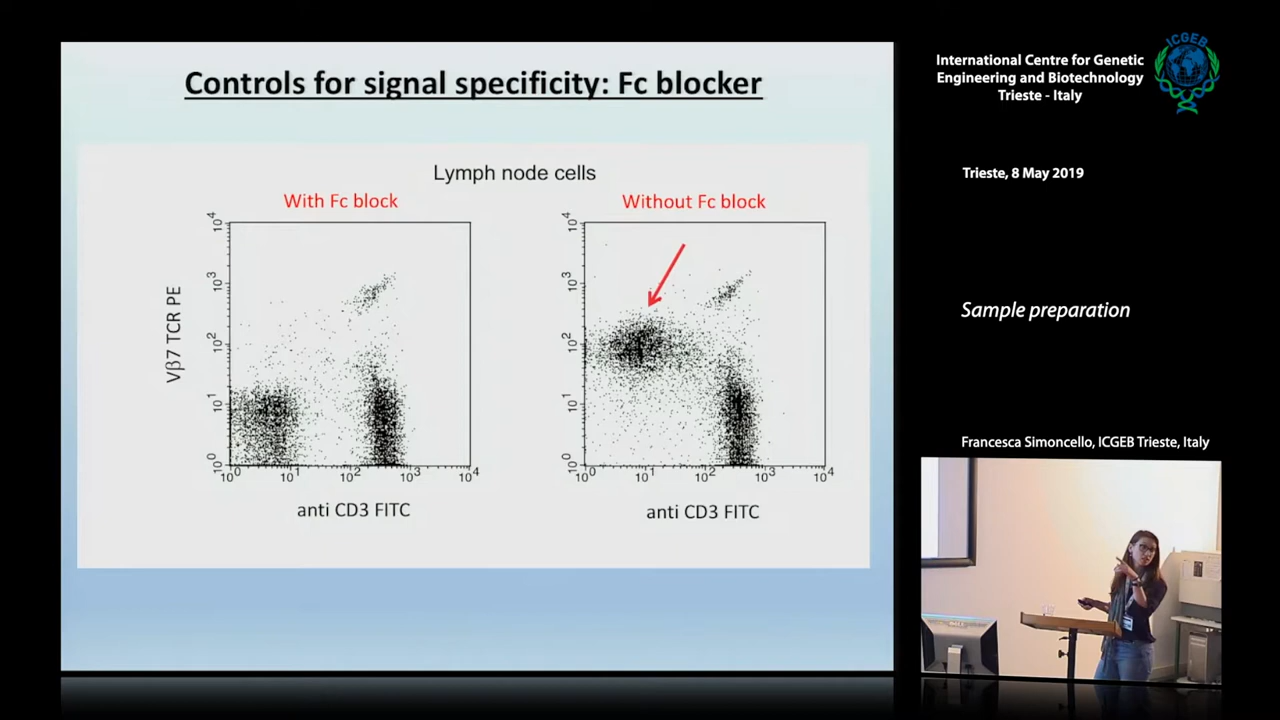 Controls for signal specificity: Fc blocker
Lymph node cells
With Fc block
Without Fc block
Vβ7 TCR PE
10^4
10^3
10^2
10^1
10^0
10^0 10^1 10^2 10^3 10^4
anti CD3 FITC
10^4
10^3
10^2
10^1
10^0
10^0 10^1 10^2 10^3 10^4
anti CD3 FITC
International Centre for Genetic
Engineering and Biotechnology
Trieste - Italy
ICGEB
Trieste, 8 May 2019
Sample preparation
Francesca Simoncello, ICGEB Trieste, Italy